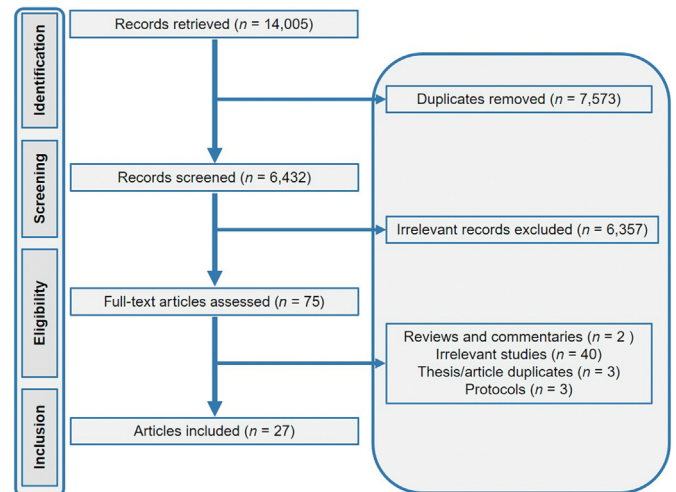 Identification
Records retrieved (n = 14,005)
Duplicates removed (n = 7,573)
Screening
Records screened (n = 6,432)
Irrelevant records excluded (n = 6,357)
Eligibility
Full-text articles assessed (n = 75)
Reviews and commentaries (n = 2 )
Irrelevant studies (n = 40)
Thesis/article duplicates (n = 3)
Protocols (n = 3)
Inclusion
Articles included (n = 27)